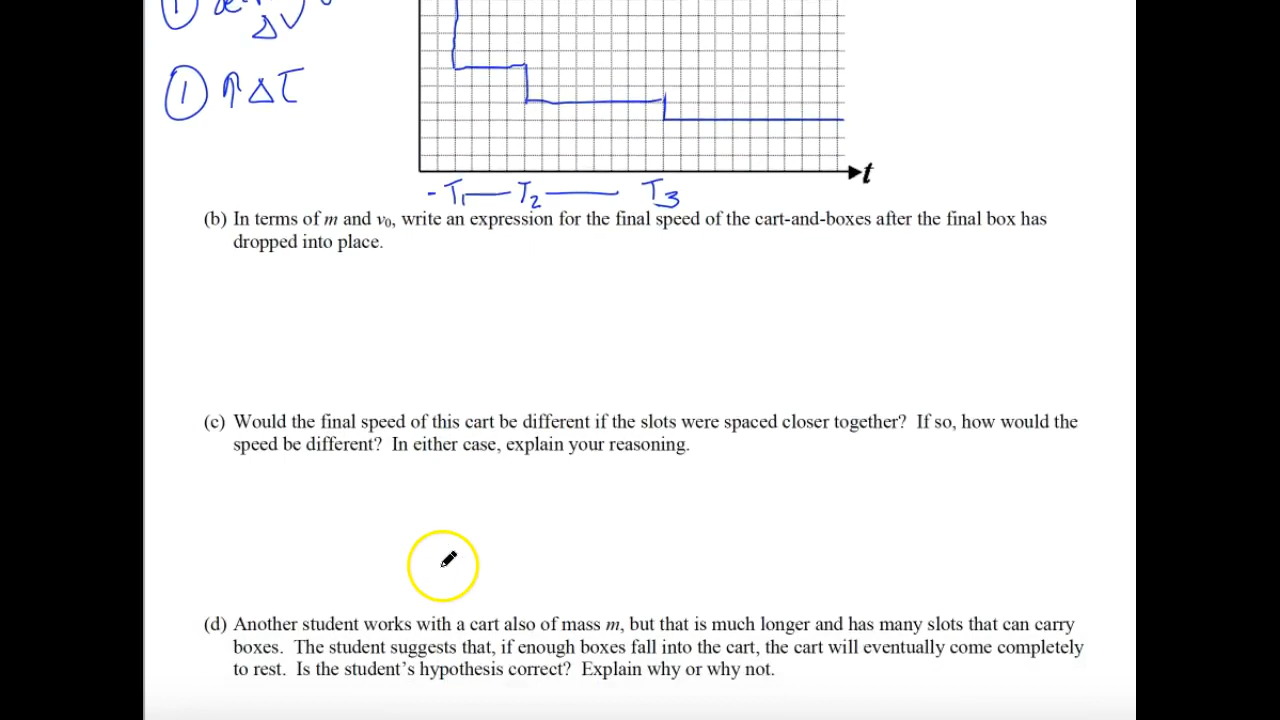 ΔV
① ↑ΔT
t
- T₁ — T₂ — T₃
(b) In terms of m and v₀, write an expression for the final speed of the cart-and-boxes after the final box has
dropped into place.
(c) Would the final speed of this cart be different if the slots were spaced closer together? If so, how would the
speed be different? In either case, explain your reasoning.
(d) Another student works with a cart also of mass m, but that is much longer and has many slots that can carry
boxes. The student suggests that, if enough boxes fall into the cart, the cart will eventually come completely
to rest. Is the student’s hypothesis correct? Explain why or why not.